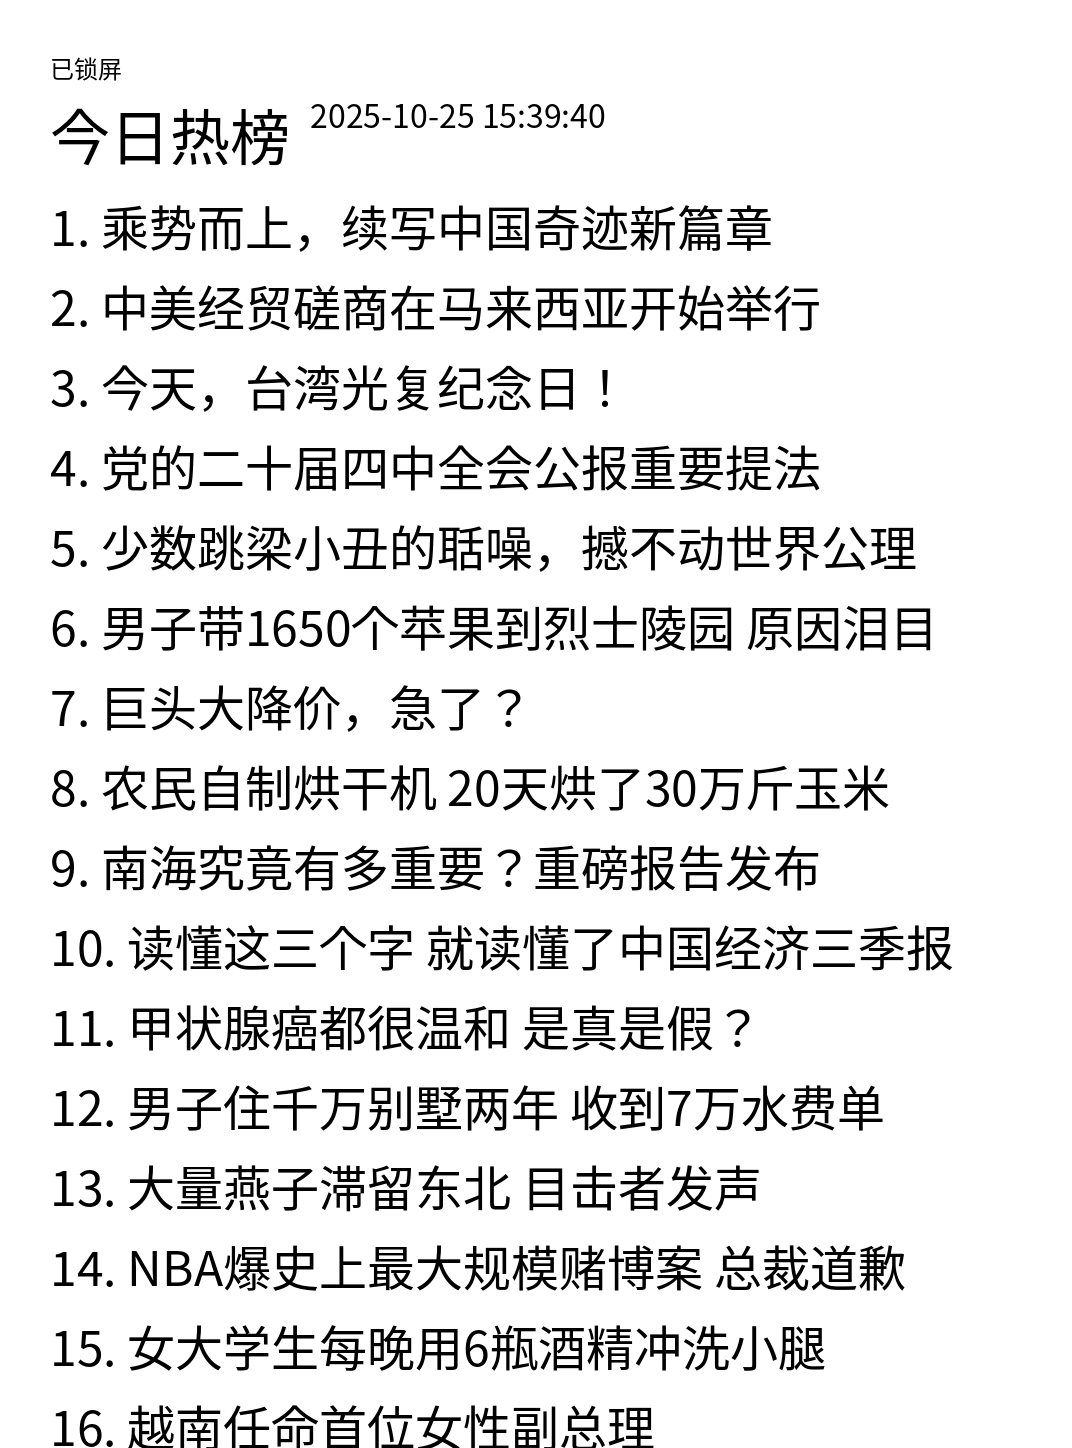 已锁屏
今日热榜 2025-10-25 15:39:40
1. 乘势而上，续写中国奇迹新篇章
2. 中美经贸磋商在马来西亚开始举行
3. 今天，台湾光复纪念日！
4. 党的二十届四中全会公报重要提法
5. 少数跳梁小丑的聒噪，撼不动世界公理
6. 男子带1650个苹果到烈士陵园 原因泪目
7. 巨头大降价，急了？
8. 农民自制烘干机 20天烘了30万斤玉米
9. 南海究竟有多重要？重磅报告发布
10. 读懂这三个字 就读懂了中国经济三季报
11. 甲状腺癌都很温和 是真是假？
12. 男子住千万别墅两年 收到7万水费单
13. 大量燕子滞留东北 目击者发声
14. NBA爆史上最大规模赌博案 总裁道歉
15. 女大学生每晚用6瓶酒精冲洗小腿
16. 越南任命首位女性副总理